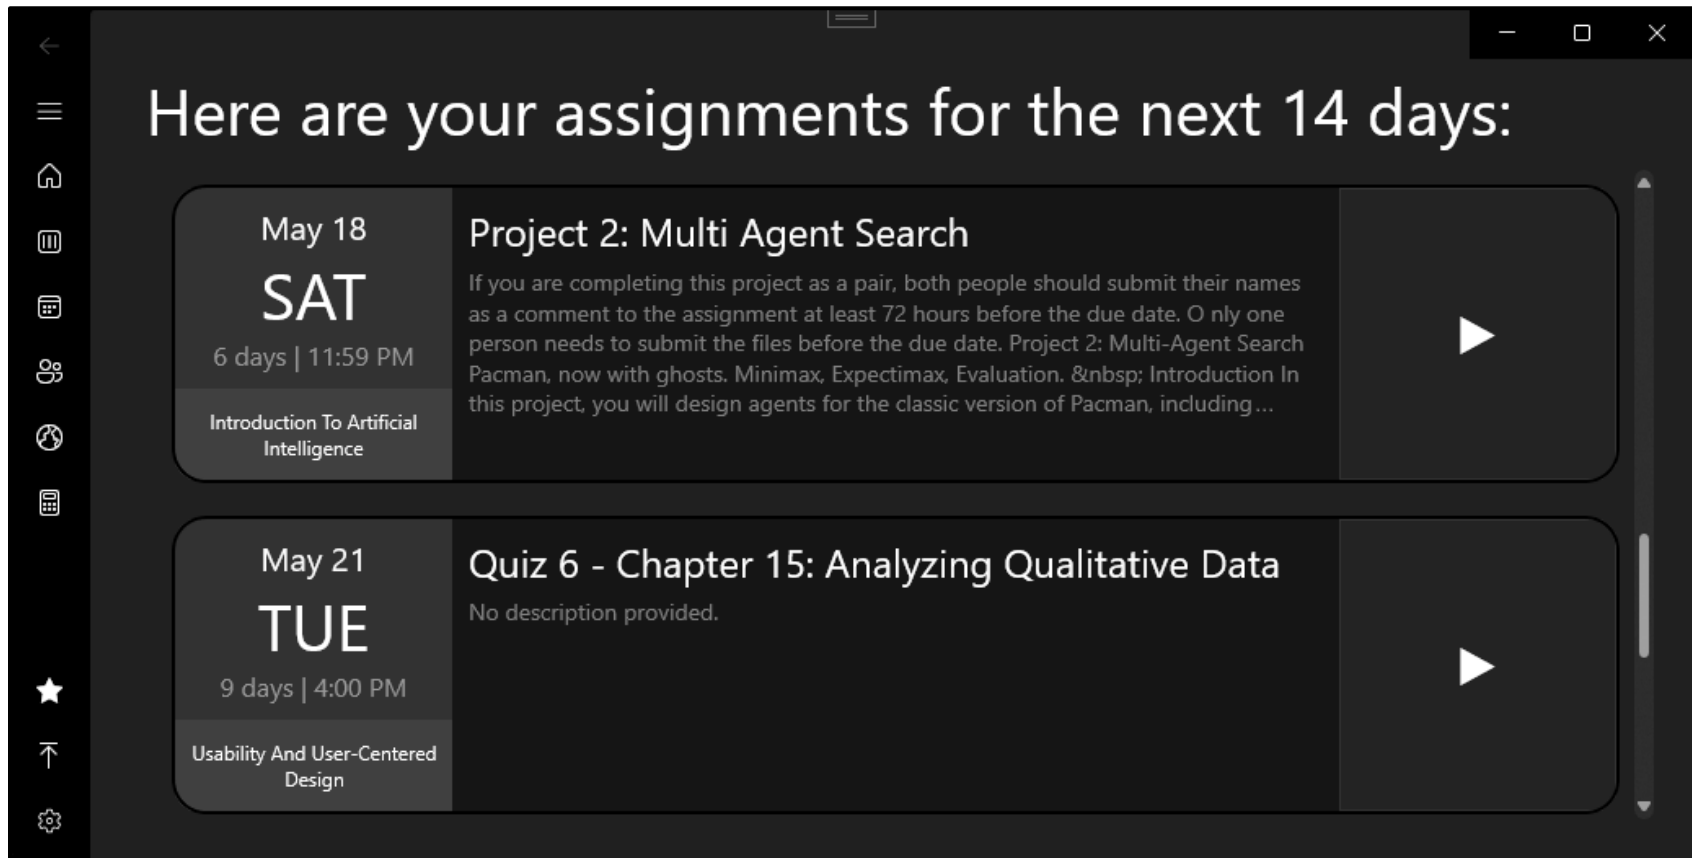 Here are your assignments for the next 14 days:
May 18
SAT
6 days | 11:59 PM
Introduction To Artificial
Intelligence
Project 2: Multi Agent Search
If you are completing this project as a pair, both people should submit their names
as a comment to the assignment at least 72 hours before the due date. O nly one
person needs to submit the files before the due date. Project 2: Multi-Agent Search
Pacman, now with ghosts. Minimax, Expectimax, Evaluation. &nbsp; Introduction In
this project, you will design agents for the classic version of Pacman, including...
May 21
TUE
9 days | 4:00 PM
Usability And User-Centered
Design
Quiz 6 - Chapter 15: Analyzing Qualitative Data
No description provided.